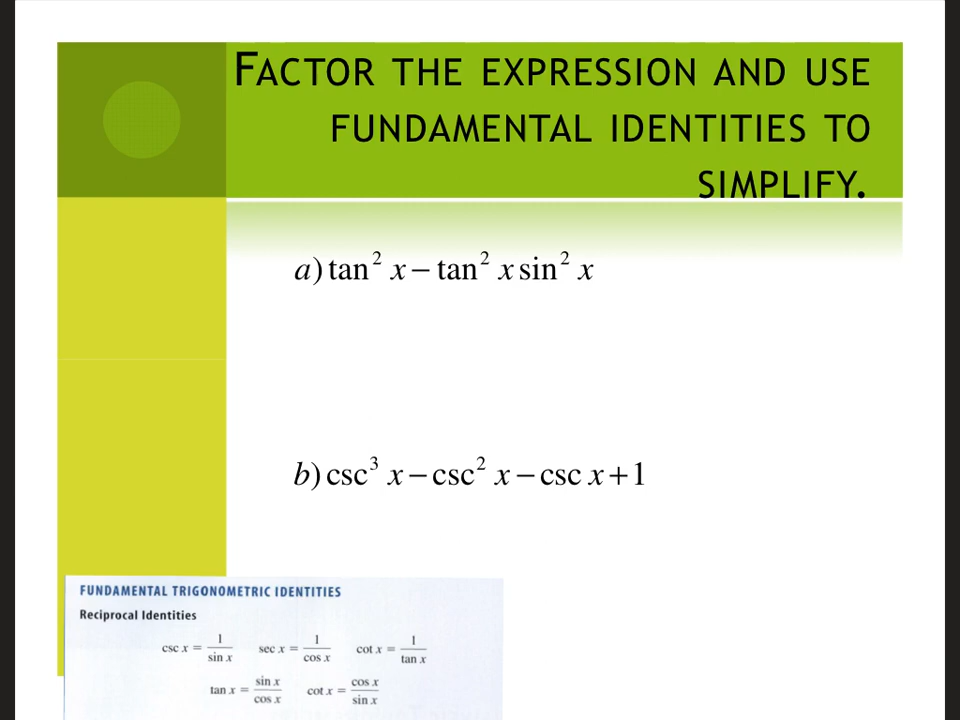 FACTOR THE EXPRESSION AND USE
FUNDAMENTAL IDENTITIES TO
SIMPLIFY.
a) tan² x − tan² x sin² x
b) csc³ x − csc² x − csc x + 1
FUNDAMENTAL TRIGONOMETRIC IDENTITIES
Reciprocal Identities
csc x = 1/sin x sec x = 1/cos x cot x = 1/tan x
tan x = sin x/cos x cot x = cos x/sin x